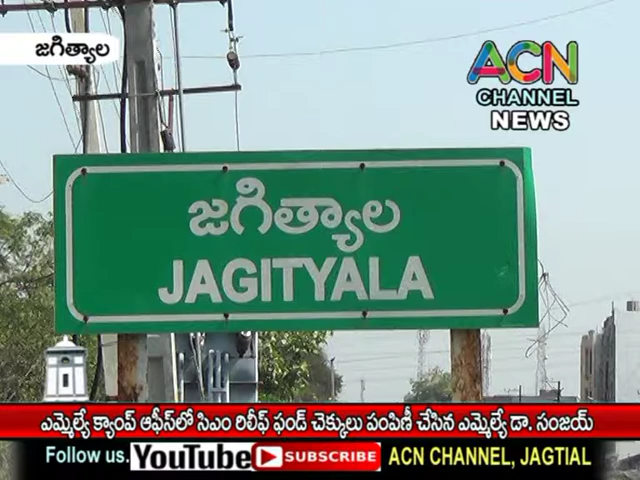 జగిత్యాల
ACN
CHANNEL
NEWS
జగిత్యాల
JAGITYALA
ఎమ్మెల్యే క్యాంప్ ఆఫీస్‌లో సిఎం రిలీఫ్ ఫండ్ చెక్కులు పంపిణీ చేసిన ఎమ్మెల్యే డా. సంజయ్
Follow us. YouTube SUBSCRIBE ACN CHANNEL, JAGTIAL